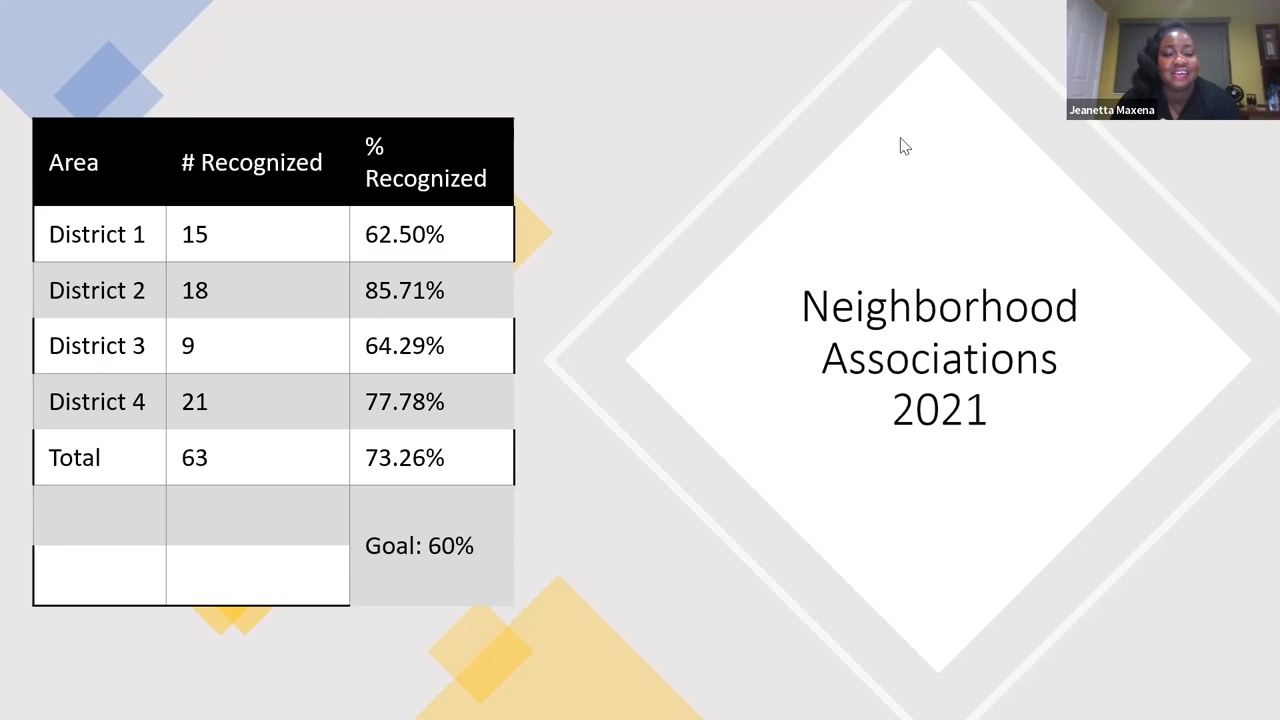 Area # Recognized %
Recognized
District 1 15 62.50%
District 2 18 85.71%
District 3 9 64.29%
District 4 21 77.78%
Total 63 73.26%
Goal: 60%
Neighborhood
Associations
2021
Jeanetta Maxena